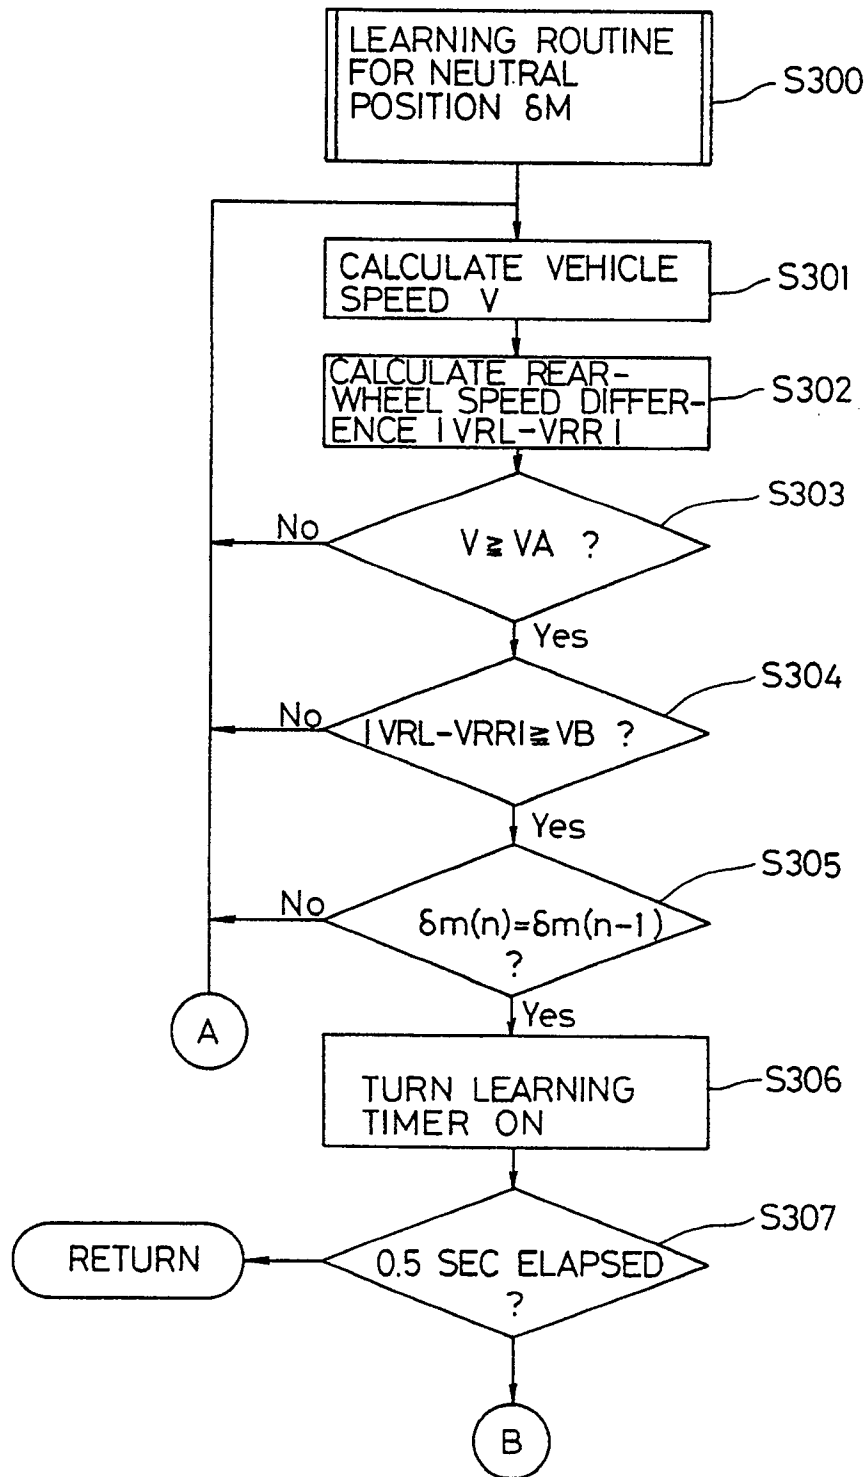 LEARNING ROUTINE
FOR NEUTRAL
POSITION δM
S300
CALCULATE VEHICLE
SPEED V
S301
CALCULATE REAR-
WHEEL SPEED DIFFER-
ENCE |VRL-VRR|
S302
S303
No
V≧VA ?
Yes
S304
No
|VRL-VRR|≧VB ?
Yes
S305
No
δm(n)=δm(n-1)
?
A
Yes
TURN LEARNING
TIMER ON
S306
S307
RETURN
0.5 SEC ELAPSED
?
B